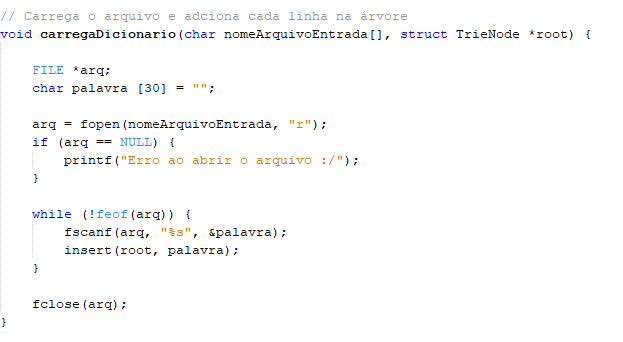 // Carrega o arquivo e adciona cada linha na árvore
void carregaDicionario(char nomeArquivoEntrada[], struct TrieNode *root) {
FILE *arq;
char palavra [30] = "";
arq = fopen(nomeArquivoEntrada, "r");
if (arq == NULL) {
printf("Erro ao abrir o arquivo :/");
}
while (!feof(arq)) {
fscanf(arq, "%s", &palavra);
insert(root, palavra);
}
fclose(arq);
}